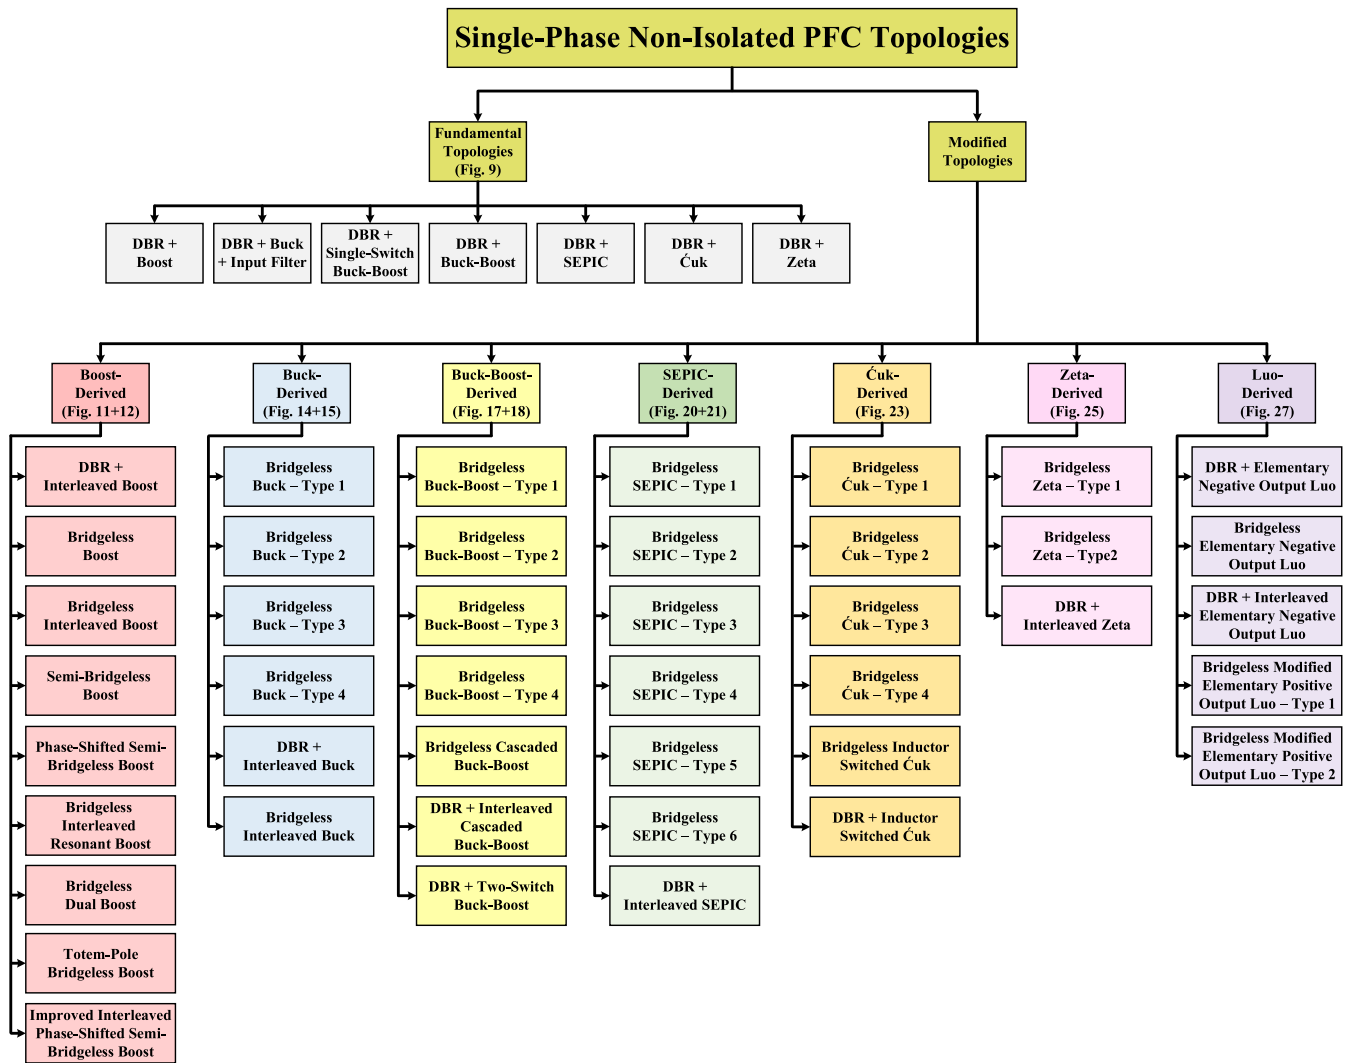 Single-Phase Non-Isolated PFC Topologies
Fundamental
Topologies
(Fig. 9)
Modified
Topologies
DBR +
Boost
DBR + Buck
+ Input Filter
DBR +
Single-Switch
Buck-Boost
DBR +
Buck-Boost
DBR +
SEPIC
DBR +
Ćuk
DBR +
Zeta
Boost-
Derived
(Fig. 11+12)
Buck-
Derived
(Fig. 14+15)
Buck-Boost-
Derived
(Fig. 17+18)
SEPIC-
Derived
(Fig. 20+21)
Ćuk-
Derived
(Fig. 23)
Zeta-
Derived
(Fig. 25)
Luo-
Derived
(Fig. 27)
DBR +
Interleaved Boost
Bridgeless
Boost
Bridgeless
Interleaved Boost
Semi-Bridgeless
Boost
Phase-Shifted Semi-
Bridgeless Boost
Bridgeless
Interleaved
Resonant Boost
Bridgeless
Dual Boost
Totem-Pole
Bridgeless Boost
Improved Interleaved
Phase-Shifted Semi-
Bridgeless Boost
Bridgeless
Buck – Type 1
Bridgeless
Buck – Type 2
Bridgeless
Buck – Type 3
Bridgeless
Buck – Type 4
DBR +
Interleaved Buck
Bridgeless
Interleaved Buck
Bridgeless
Buck-Boost – Type 1
Bridgeless
Buck-Boost – Type 2
Bridgeless
Buck-Boost – Type 3
Bridgeless
Buck-Boost – Type 4
Bridgeless Cascaded
Buck-Boost
DBR + Interleaved
Cascaded
Buck-Boost
DBR + Two-Switch
Buck-Boost
Bridgeless
SEPIC – Type 1
Bridgeless
SEPIC – Type 2
Bridgeless
SEPIC – Type 3
Bridgeless
SEPIC – Type 4
Bridgeless
SEPIC – Type 5
Bridgeless
SEPIC – Type 6
DBR +
Interleaved SEPIC
Bridgeless
Ćuk – Type 1
Bridgeless
Ćuk – Type 2
Bridgeless
Ćuk – Type 3
Bridgeless
Ćuk – Type 4
Bridgeless Inductor
Switched Ćuk
DBR + Inductor
Switched Ćuk
Bridgeless
Zeta – Type 1
Bridgeless
Zeta – Type2
DBR +
Interleaved Zeta
DBR + Elementary
Negative Output Luo
Bridgeless
Elementary Negative
Output Luo
DBR + Interleaved
Elementary Negative
Output Luo
Bridgeless Modified
Elementary Positive
Output Luo – Type 1
Bridgeless Modified
Elementary Positive
Output Luo – Type 2